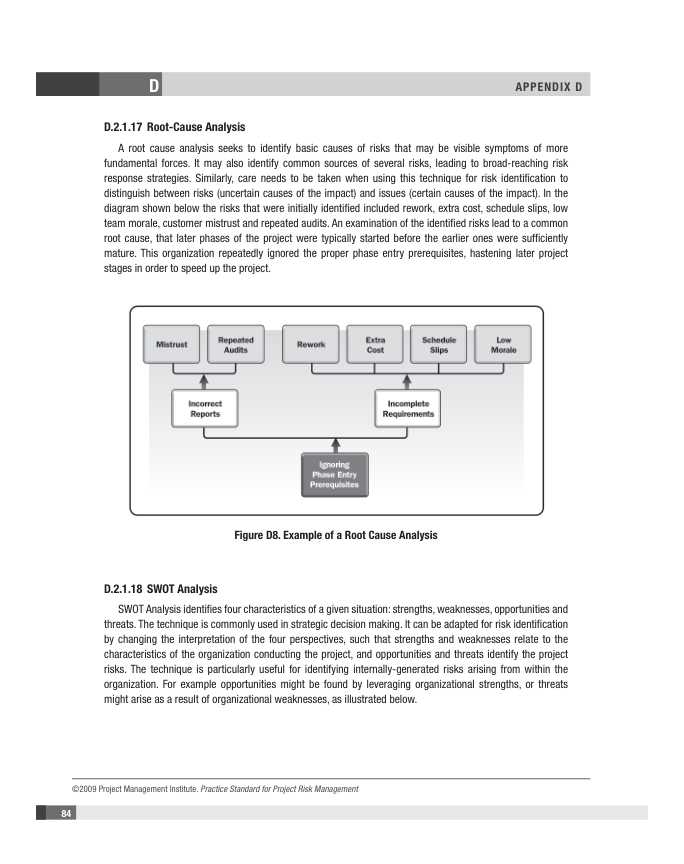 D
APPENDIX D
D.2.1.17 Root-Cause Analysis
A root cause analysis seeks to identify basic causes of risks that may be visible symptoms of more
fundamental forces. It may also identify common sources of several risks, leading to broad-reaching risk
response strategies. Similarly, care needs to be taken when using this technique for risk identification to
distinguish between risks (uncertain causes of the impact) and issues (certain causes of the impact). In the
diagram shown below the risks that were initially identified included rework, extra cost, schedule slips, low
team morale, customer mistrust and repeated audits. An examination of the identified risks lead to a common
root cause, that later phases of the project were typically started before the earlier ones were sufficiently
mature. This organization repeatedly ignored the proper phase entry prerequisites, hastening later project
stages in order to speed up the project.
Mistrust
Repeated
Audits
Rework
Extra
Cost
Schedule
Slips
Low
Morale
Incorrect
Reports
Incomplete
Requirements
Ignoring
Phase Entry
Prerequisites
Figure D8. Example of a Root Cause Analysis
D.2.1.18 SWOT Analysis
SWOT Analysis identifies four characteristics of a given situation: strengths, weaknesses, opportunities and
threats. The technique is commonly used in strategic decision making. It can be adapted for risk identification
by changing the interpretation of the four perspectives, such that strengths and weaknesses relate to the
characteristics of the organization conducting the project, and opportunities and threats identify the project
risks. The technique is particularly useful for identifying internally-generated risks arising from within the
organization. For example opportunities might be found by leveraging organizational strengths, or threats
might arise as a result of organizational weaknesses, as illustrated below.
©2009 Project Management Institute. Practice Standard for Project Risk Management
84